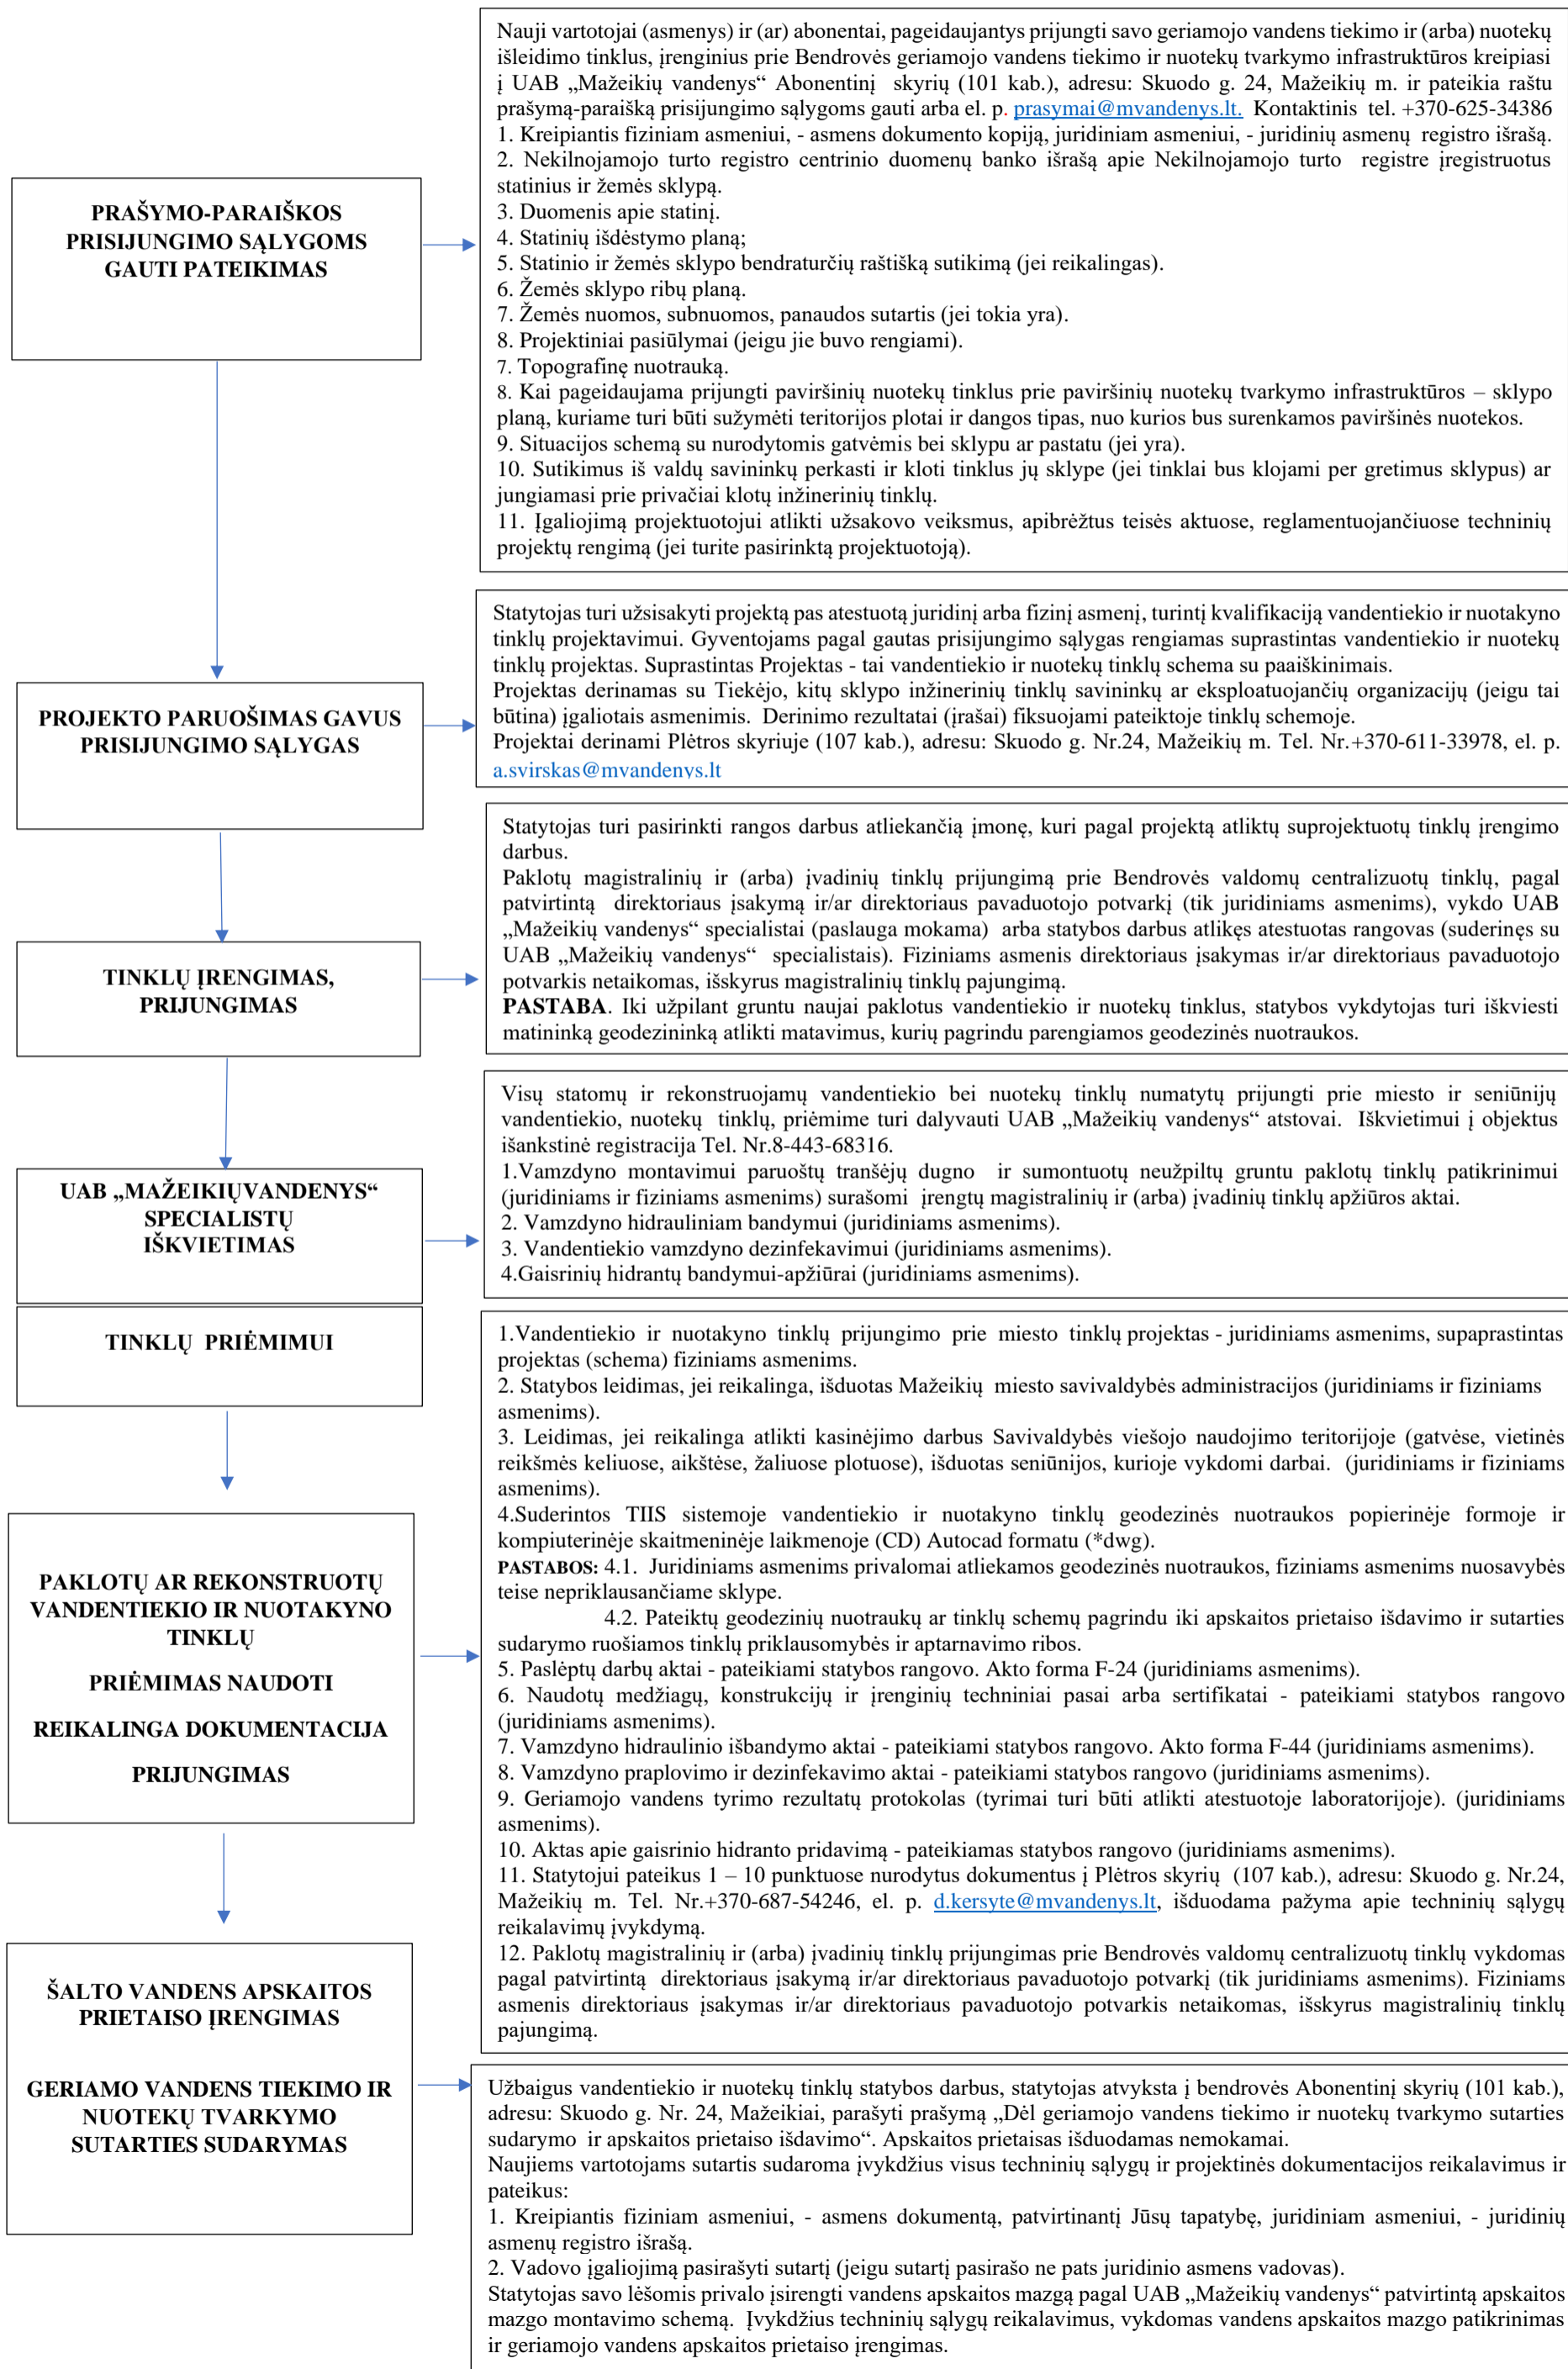 Nauji vartotojai (asmenys) ir (ar) abonentai, pageidaujantys prijungti savo geriamojo vandens tiekimo ir (arba) nuotekų
išleidimo tinklus, įrenginius prie Bendrovės geriamojo vandens tiekimo ir nuotekų tvarkymo infrastruktūros kreipiasi
į UAB „Mažeikių vandenys“ Abonentinį skyrių (101 kab.), adresu: Skuodo g. 24, Mažeikių m. ir pateikia raštu
prašymą-paraišką prisijungimo sąlygoms gauti arba el. p. prasymai@mvandenys.lt. Kontaktinis tel. +370-625-34386
1. Kreipiantis fiziniam asmeniui, - asmens dokumento kopiją, juridiniam asmeniui, - juridinių asmenų registro išrašą.
2. Nekilnojamojo turto registro centrinio duomenų banko išrašą apie Nekilnojamojo turto registre įregistruotus
statinius ir žemės sklypą.
3. Duomenis apie statinį.
4. Statinių išdėstymo planą;
5. Statinio ir žemės sklypo bendraturčių raštišką sutikimą (jei reikalingas).
6. Žemės sklypo ribų planą.
7. Žemės nuomos, subnuomos, panaudos sutartis (jei tokia yra).
8. Projektiniai pasiūlymai (jeigu jie buvo rengiami).
7. Topografinę nuotrauką.
8. Kai pageidaujama prijungti paviršinių nuotekų tinklus prie paviršinių nuotekų tvarkymo infrastruktūros – sklypo
planą, kuriame turi būti sužymėti teritorijos plotai ir dangos tipas, nuo kurios bus surenkamos paviršinės nuotekos.
9. Situacijos schemą su nurodytomis gatvėmis bei sklypu ar pastatu (jei yra).
10. Sutikimus iš valdų savininkų perkasti ir kloti tinklus jų sklype (jei tinklai bus klojami per gretimus sklypus) ar
jungiamasi prie privačiai klotų inžinerinių tinklų.
11. Įgaliojimą projektuotojui atlikti užsakovo veiksmus, apibrėžtus teisės aktuose, reglamentuojančiuose techninių
projektų rengimą (jei turite pasirinktą projektuotoją).
PRAŠYMO-PARAIŠKOS
PRISIJUNGIMO SĄLYGOMS
GAUTI PATEIKIMAS
Statytojas turi užsisakyti projektą pas atestuotą juridinį arba fizinį asmenį, turintį kvalifikaciją vandentiekio ir nuotakyno
tinklų projektavimui. Gyventojams pagal gautas prisijungimo sąlygas rengiamas suprastintas vandentiekio ir nuotekų
tinklų projektas. Suprastintas Projektas - tai vandentiekio ir nuotekų tinklų schema su paaiškinimais.
Projektas derinamas su Tiekėjo, kitų sklypo inžinerinių tinklų savininkų ar eksploatuojančių organizacijų (jeigu tai
būtina) įgaliotais asmenimis. Derinimo rezultatai (įrašai) fiksuojami pateiktoje tinklų schemoje.
Projektai derinami Plėtros skyriuje (107 kab.), adresu: Skuodo g. Nr.24, Mažeikių m. Tel. Nr.+370-611-33978, el. p.
a.svirskas@mvandenys.lt
PROJEKTO PARUOŠIMAS GAVUS
PRISIJUNGIMO SĄLYGAS
Statytojas turi pasirinkti rangos darbus atliekančią įmonę, kuri pagal projektą atliktų suprojektuotų tinklų įrengimo
darbus.
Paklotų magistralinių ir (arba) įvadinių tinklų prijungimą prie Bendrovės valdomų centralizuotų tinklų, pagal
patvirtintą direktoriaus įsakymą ir/ar direktoriaus pavaduotojo potvarkį (tik juridiniams asmenims), vykdo UAB
„Mažeikių vandenys“ specialistai (paslauga mokama) arba statybos darbus atlikęs atestuotas rangovas (suderinęs su
UAB „Mažeikių vandenys“ specialistais). Fiziniams asmenis direktoriaus įsakymas ir/ar direktoriaus pavaduotojo
potvarkis netaikomas, išskyrus magistralinių tinklų pajungimą.
PASTABA. Iki užpilant gruntu naujai paklotus vandentiekio ir nuotekų tinklus, statybos vykdytojas turi iškviesti
matininką geodezininką atlikti matavimus, kurių pagrindu parengiamos geodezinės nuotraukos.
TINKLŲ ĮRENGIMAS,
PRIJUNGIMAS
Visų statomų ir rekonstruojamų vandentiekio bei nuotekų tinklų numatytų prijungti prie miesto ir seniūnijų
vandentiekio, nuotekų tinklų, priėmime turi dalyvauti UAB „Mažeikių vandenys“ atstovai. Iškvietimui į objektus
išankstinė registracija Tel. Nr.8-443-68316.
1.Vamzdyno montavimui paruoštų tranšėjų dugno ir sumontuotų neužpiltų gruntu paklotų tinklų patikrinimui
(juridiniams ir fiziniams asmenims) surašomi įrengtų magistralinių ir (arba) įvadinių tinklų apžiūros aktai.
2. Vamzdyno hidrauliniam bandymui (juridiniams asmenims).
3. Vandentiekio vamzdyno dezinfekavimui (juridiniams asmenims).
4.Gaisrinių hidrantų bandymui-apžiūrai (juridiniams asmenims).
UAB „MAŽEIKIŲVANDENYS“
SPECIALISTŲ
IŠKVIETIMAS
TINKLŲ PRIĖMIMUI
1.Vandentiekio ir nuotakyno tinklų prijungimo prie miesto tinklų projektas - juridiniams asmenims, supaprastintas
projektas (schema) fiziniams asmenims.
2. Statybos leidimas, jei reikalinga, išduotas Mažeikių miesto savivaldybės administracijos (juridiniams ir fiziniams
asmenims).
3. Leidimas, jei reikalinga atlikti kasinėjimo darbus Savivaldybės viešojo naudojimo teritorijoje (gatvėse, vietinės
reikšmės keliuose, aikštėse, žaliuose plotuose), išduotas seniūnijos, kurioje vykdomi darbai. (juridiniams ir fiziniams
asmenims).
4.Suderintos TIIS sistemoje vandentiekio ir nuotakyno tinklų geodezinės nuotraukos popierinėje formoje ir
kompiuterinėje skaitmeninėje laikmenoje (CD) Autocad formatu (*dwg).
PASTABOS: 4.1. Juridiniams asmenims privalomai atliekamos geodezinės nuotraukos, fiziniams asmenims nuosavybės
teise nepriklausančiame sklype.
4.2. Pateiktų geodezinių nuotraukų ar tinklų schemų pagrindu iki apskaitos prietaiso išdavimo ir sutarties
sudarymo ruošiamos tinklų priklausomybės ir aptarnavimo ribos.
5. Paslėptų darbų aktai - pateikiami statybos rangovo. Akto forma F-24 (juridiniams asmenims).
6. Naudotų medžiagų, konstrukcijų ir įrenginių techniniai pasai arba sertifikatai - pateikiami statybos rangovo
(juridiniams asmenims).
7. Vamzdyno hidraulinio išbandymo aktai - pateikiami statybos rangovo. Akto forma F-44 (juridiniams asmenims).
8. Vamzdyno praplovimo ir dezinfekavimo aktai - pateikiami statybos rangovo (juridiniams asmenims).
9. Geriamojo vandens tyrimo rezultatų protokolas (tyrimai turi būti atlikti atestuotoje laboratorijoje). (juridiniams
asmenims).
10. Aktas apie gaisrinio hidranto pridavimą - pateikiamas statybos rangovo (juridiniams asmenims).
11. Statytojui pateikus 1 – 10 punktuose nurodytus dokumentus į Plėtros skyrių (107 kab.), adresu: Skuodo g. Nr.24,
Mažeikių m. Tel. Nr.+370-687-54246, el. p. d.kersyte@mvandenys.lt, išduodama pažyma apie techninių sąlygų
reikalavimų įvykdymą.
12. Paklotų magistralinių ir (arba) įvadinių tinklų prijungimas prie Bendrovės valdomų centralizuotų tinklų vykdomas
pagal patvirtintą direktoriaus įsakymą ir/ar direktoriaus pavaduotojo potvarkį (tik juridiniams asmenims). Fiziniams
asmenis direktoriaus įsakymas ir/ar direktoriaus pavaduotojo potvarkis netaikomas, išskyrus magistralinių tinklų
pajungimą.
PAKLOTŲ AR REKONSTRUOTŲ
VANDENTIEKIO IR NUOTAKYNO
TINKLŲ
PRIĖMIMAS NAUDOTI
REIKALINGA DOKUMENTACIJA
PRIJUNGIMAS
ŠALTO VANDENS APSKAITOS
PRIETAISO ĮRENGIMAS
GERIAMO VANDENS TIEKIMO IR
NUOTEKŲ TVARKYMO
SUTARTIES SUDARYMAS
Užbaigus vandentiekio ir nuotekų tinklų statybos darbus, statytojas atvyksta į bendrovės Abonentinį skyrių (101 kab.),
adresu: Skuodo g. Nr. 24, Mažeikiai, parašyti prašymą „Dėl geriamojo vandens tiekimo ir nuotekų tvarkymo sutarties
sudarymo ir apskaitos prietaiso išdavimo“. Apskaitos prietaisas išduodamas nemokamai.
Naujiems vartotojams sutartis sudaroma įvykdžius visus techninių sąlygų ir projektinės dokumentacijos reikalavimus ir
pateikus:
1. Kreipiantis fiziniam asmeniui, - asmens dokumentą, patvirtinantį Jūsų tapatybę, juridiniam asmeniui, - juridinių
asmenų registro išrašą.
2. Vadovo įgaliojimą pasirašyti sutartį (jeigu sutartį pasirašo ne pats juridinio asmens vadovas).
Statytojas savo lėšomis privalo įsirengti vandens apskaitos mazgą pagal UAB „Mažeikių vandenys“ patvirtintą apskaitos
mazgo montavimo schemą. Įvykdžius techninių sąlygų reikalavimus, vykdomas vandens apskaitos mazgo patikrinimas
ir geriamojo vandens apskaitos prietaiso įrengimas.